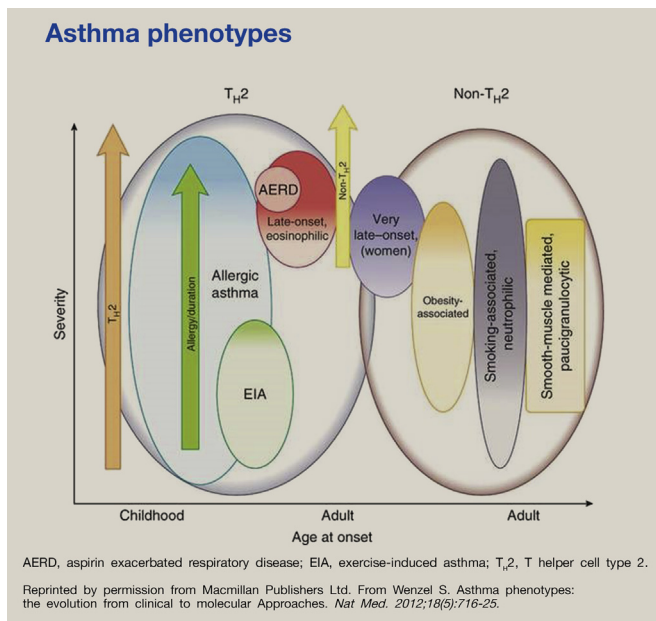 Asthma phenotypes
TH2
Non-TH2
Severity
TH2
Allergy/duration
Allergic
asthma
EIA
AERD
Late-onset,
eosinophilic
Non-TH2
Very
late–onset,
(women)
Obesity-
associated
Smoking-associated,
neutrophilic
Smooth-muscle mediated,
paucigranulocytic
Childhood
Adult
Adult
Age at onset
AERD, aspirin exacerbated respiratory disease; EIA, exercise-induced asthma; TH2, T helper cell type 2.
Reprinted by permission from Macmillan Publishers Ltd. From Wenzel S. Asthma phenotypes:
the evolution from clinical to molecular Approaches. Nat Med. 2012;18(5):716-25.